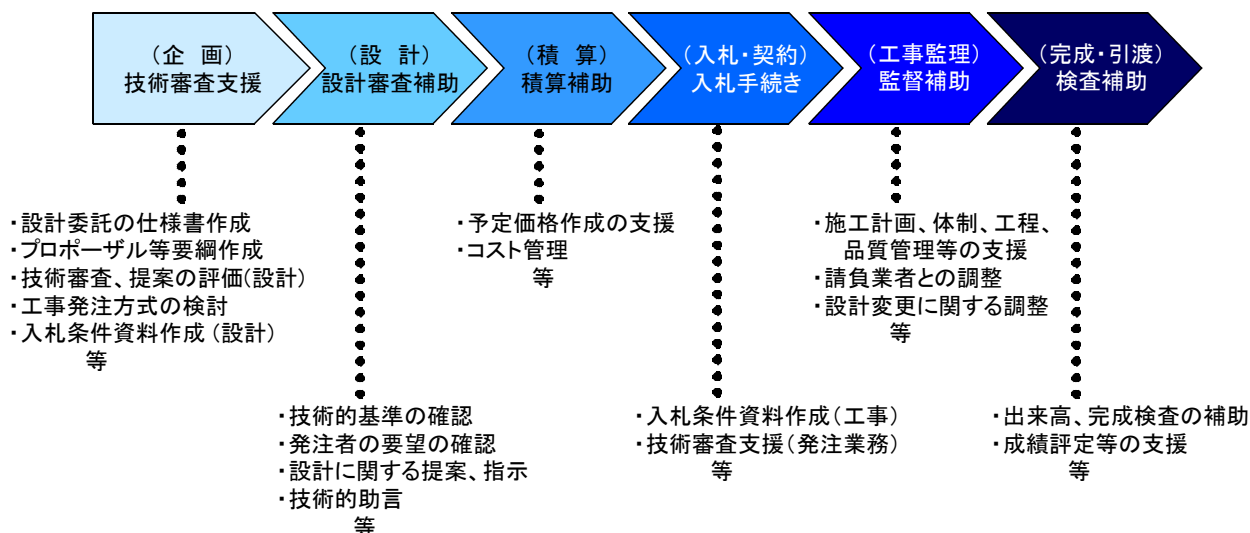 （企　画）
技術審査支援
（設　計）
設計審査補助
（積　算）
積算補助
（入札・契約）
入札手続き
（工事監理）
監督補助
（完成・引渡）
検査補助
・設計委託の仕様書作成
・プロポーザル等要綱作成
・技術審査、提案の評価(設計)
・工事発注方式の検討
・入札条件資料作成(設計)
等
・技術的基準の確認
・発注者の要望の確認
・設計に関する提案、指示
・技術的助言
等
・予定価格作成の支援
・コスト管理
等
・入札条件資料作成(工事)
・技術審査支援(発注業務)
等
・施工計画、体制、工程、
品質管理等の支援
・請負業者との調整
・設計変更に関する調整
等
・出来高、完成検査の補助
・成績評定等の支援
等